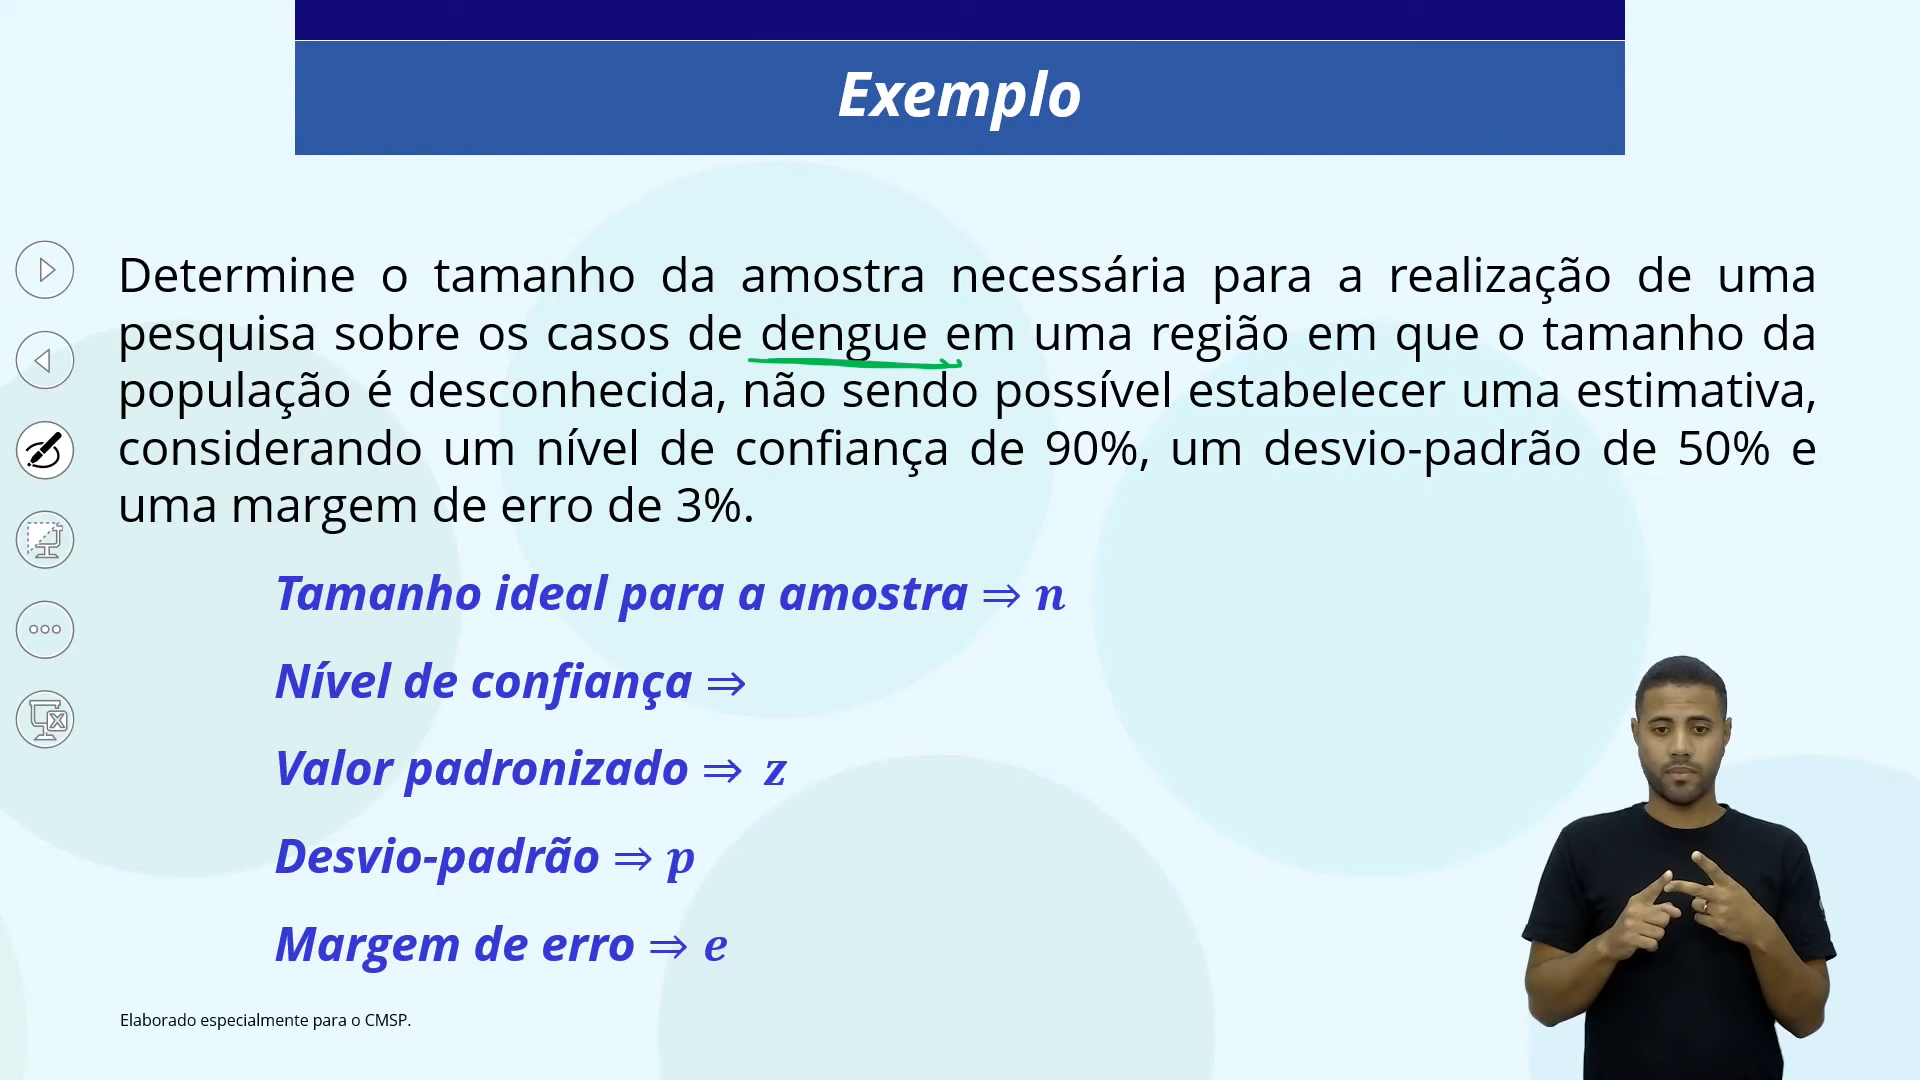 Exemplo
Determine o tamanho da amostra necessária para a realização de uma
pesquisa sobre os casos de dengue em uma região em que o tamanho da
população é desconhecida, não sendo possível estabelecer uma estimativa,
considerando um nível de confiança de 90%, um desvio-padrão de 50% e
uma margem de erro de 3%.
Tamanho ideal para a amostra ⇒ n
Nível de confiança ⇒
Valor padronizado ⇒ z
Desvio-padrão ⇒ p
Margem de erro ⇒ e
Elaborado especialmente para o CMSP.